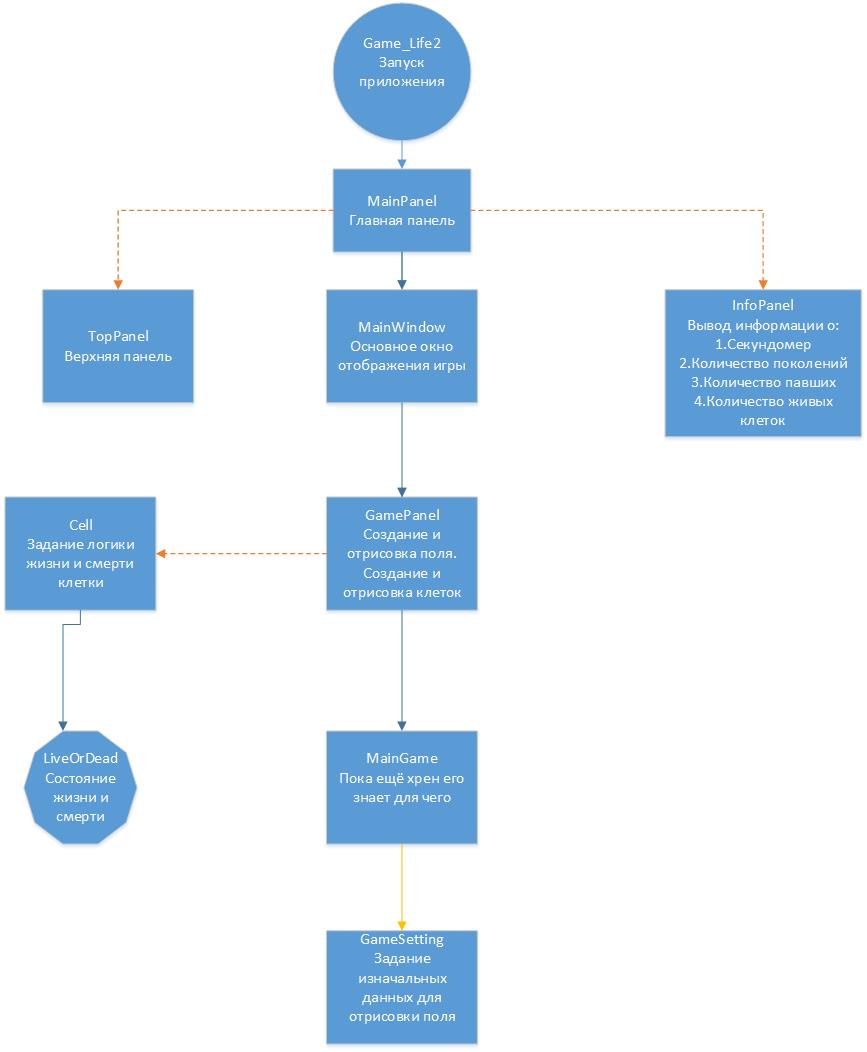 Game_Life2
Запуск
приложения
MainPanel
Главная панель
TopPanel
Верхняя панель
MainWindow
Основное окно
отображения игры
InfoPanel
Вывод информации о:
1.Секундомер
2.Количество поколений
3.Количество павших
4.Количество живых
клеток
Cell
Задание логики
жизни и смерти
клетки
GamePanel
Создание и
отрисовка поля.
Создание и
отрисовка клеток
LiveOrDead
Состояние
жизни и
смерти
MainGame
Пока ещё хрен его
знает для чего
GameSetting
Задание
изначальных
данных для
отрисовки поля